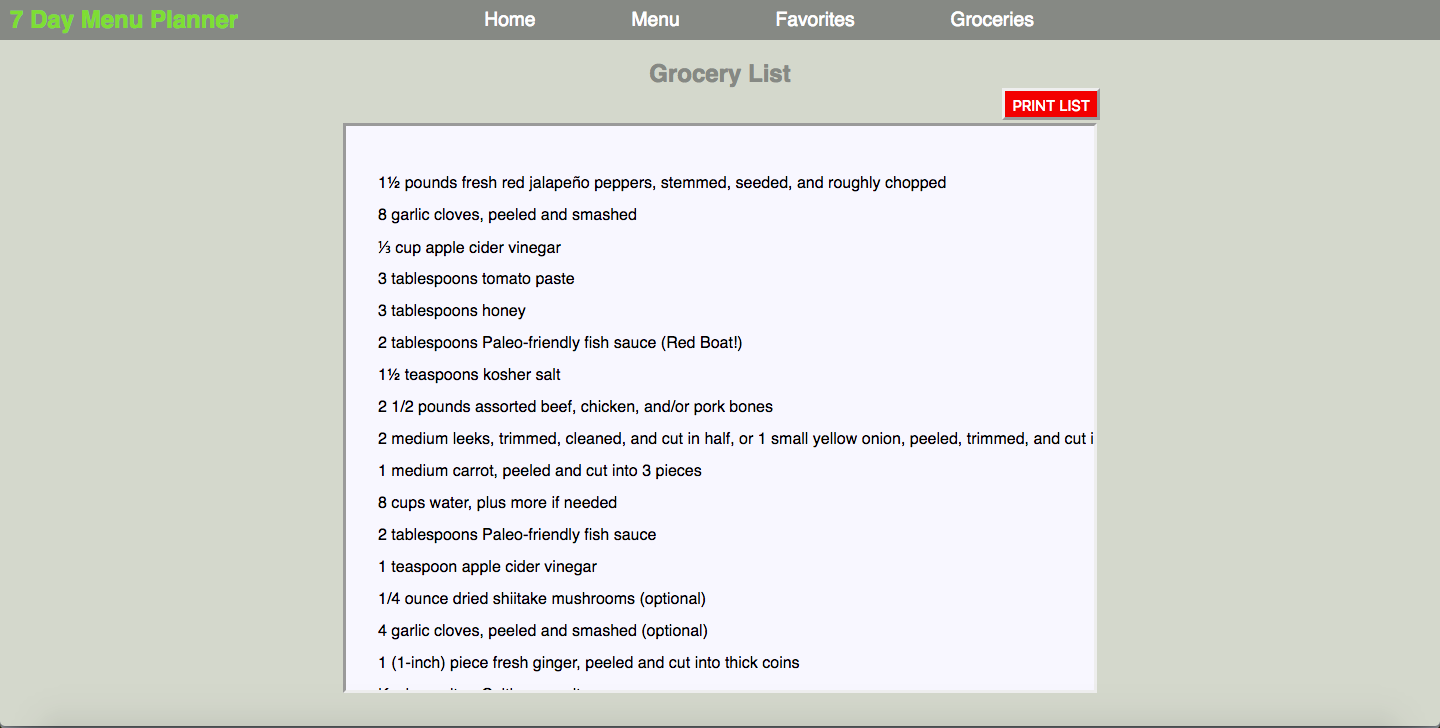 7 Day Menu Planner
Home Menu Favorites Groceries
Grocery List
PRINT LIST
1½ pounds fresh red jalapeño peppers, stemmed, seeded, and roughly chopped
8 garlic cloves, peeled and smashed
⅓ cup apple cider vinegar
3 tablespoons tomato paste
3 tablespoons honey
2 tablespoons Paleo-friendly fish sauce (Red Boat!)
1½ teaspoons kosher salt
2 1/2 pounds assorted beef, chicken, and/or pork bones
2 medium leeks, trimmed, cleaned, and cut in half, or 1 small yellow onion, peeled, trimmed, and cut i
1 medium carrot, peeled and cut into 3 pieces
8 cups water, plus more if needed
2 tablespoons Paleo-friendly fish sauce
1 teaspoon apple cider vinegar
1/4 ounce dried shiitake mushrooms (optional)
4 garlic cloves, peeled and smashed (optional)
1 (1-inch) piece fresh ginger, peeled and cut into thick coins